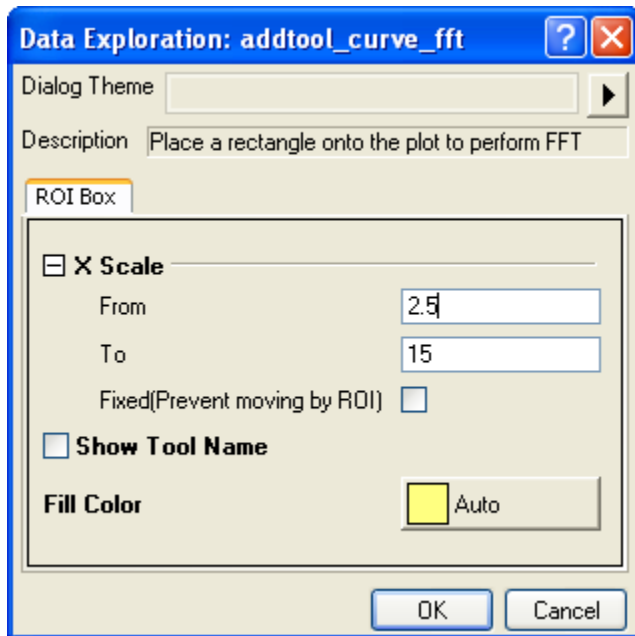 Data Exploration: addtool_curve_fft
Dialog Theme
Description Place a rectangle onto the plot to perform FFT
ROI Box
X Scale
From 2.5
To 15
Fixed(Prevent moving by ROI)
Show Tool Name
Fill Color Auto
OK Cancel